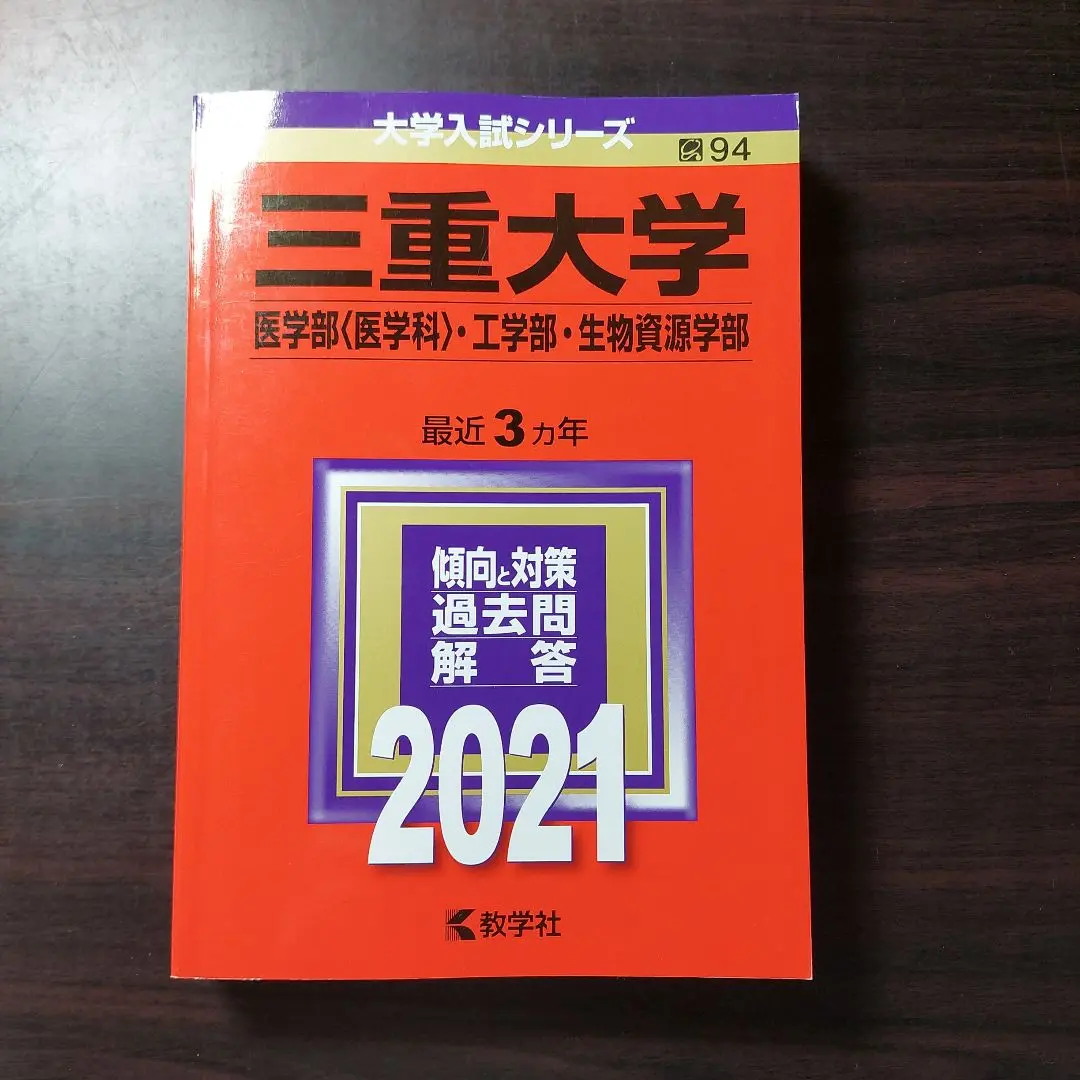 大学入試シリーズ
94
三重大学
医学部〈医学科〉・工学部・生物資源学部
最近3カ年
傾向と対策
過去問
解答
2021
教学社